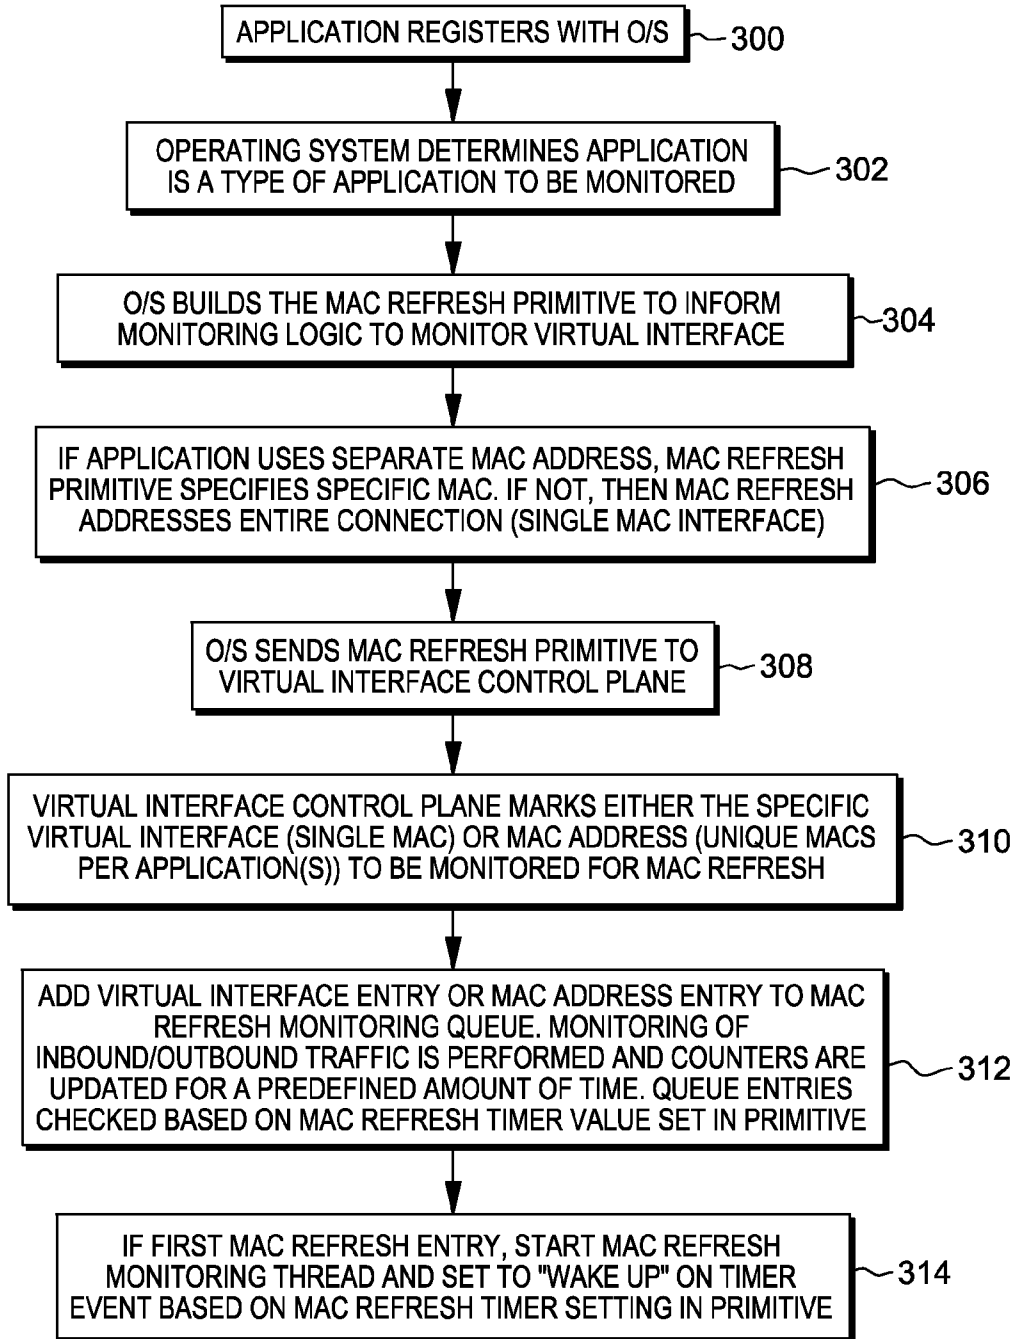 APPLICATION REGISTERS WITH O/S
300
OPERATING SYSTEM DETERMINES APPLICATION
IS A TYPE OF APPLICATION TO BE MONITORED
302
O/S BUILDS THE MAC REFRESH PRIMITIVE TO INFORM
MONITORING LOGIC TO MONITOR VIRTUAL INTERFACE
304
IF APPLICATION USES SEPARATE MAC ADDRESS, MAC REFRESH
PRIMITIVE SPECIFIES SPECIFIC MAC. IF NOT, THEN MAC REFRESH
ADDRESSES ENTIRE CONNECTION (SINGLE MAC INTERFACE)
306
O/S SENDS MAC REFRESH PRIMITIVE TO
VIRTUAL INTERFACE CONTROL PLANE
308
VIRTUAL INTERFACE CONTROL PLANE MARKS EITHER THE SPECIFIC
VIRTUAL INTERFACE (SINGLE MAC) OR MAC ADDRESS (UNIQUE MACS
PER APPLICATION(S)) TO BE MONITORED FOR MAC REFRESH
310
ADD VIRTUAL INTERFACE ENTRY OR MAC ADDRESS ENTRY TO MAC
REFRESH MONITORING QUEUE. MONITORING OF
INBOUND/OUTBOUND TRAFFIC IS PERFORMED AND COUNTERS ARE
UPDATED FOR A PREDEFINED AMOUNT OF TIME. QUEUE ENTRIES
CHECKED BASED ON MAC REFRESH TIMER VALUE SET IN PRIMITIVE
312
IF FIRST MAC REFRESH ENTRY, START MAC REFRESH
MONITORING THREAD AND SET TO "WAKE UP" ON TIMER
EVENT BASED ON MAC REFRESH TIMER SETTING IN PRIMITIVE
314